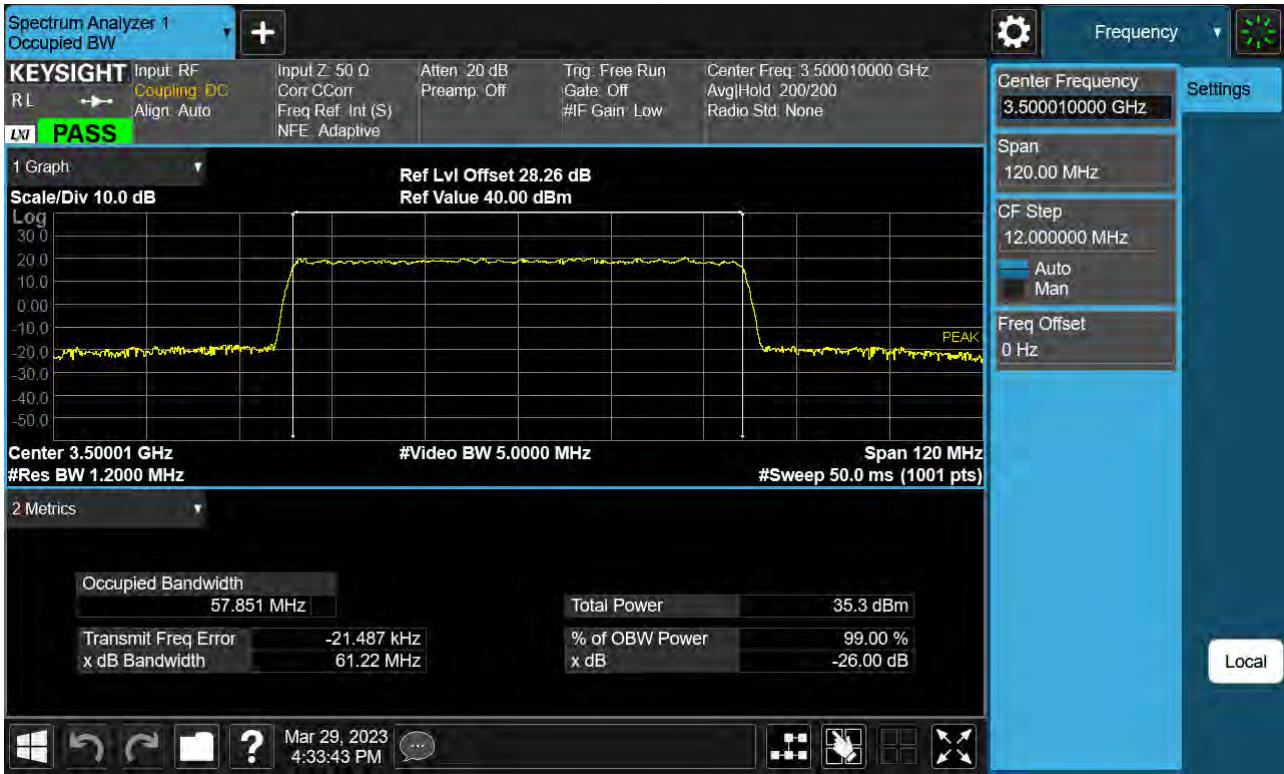 Spectrum Analyzer 1
Occupied BW
+
Frequency
KEYSIGHT
RL
LXI
PASS
Input: RF
Coupling: DC
Align: Auto
Input Z: 50 Ω
Corr CCorr
Freq Ref: Int (S)
NFE: Adaptive
Atten: 20 dB
Preamp: Off
Trig: Free Run
Gate: Off
#IF Gain: Low
Center Freq: 3.500010000 GHz
Avg|Hold: 200/200
Radio Std: None
Center Frequency
3.500010000 GHz
Settings
Span
120.00 MHz
CF Step
12.000000 MHz
Auto
Man
Freq Offset
0 Hz
1 Graph
Scale/Div 10.0 dB
Ref Lvl Offset 28.26 dB
Ref Value 40.00 dBm
Log
30.0
20.0
10.0
0.00
-10.0
-20.0
-30.0
-40.0
-50.0
PEAK
Center 3.50001 GHz
#Video BW 5.0000 MHz
Span 120 MHz
#Res BW 1.2000 MHz
#Sweep 50.0 ms (1001 pts)
2 Metrics
Occupied Bandwidth
57.851 MHz
Total Power 35.3 dBm
Transmit Freq Error -21.487 kHz
% of OBW Power 99.00 %
x dB Bandwidth 61.22 MHz
x dB -26.00 dB
Local
?
Mar 29, 2023
4:33:43 PM